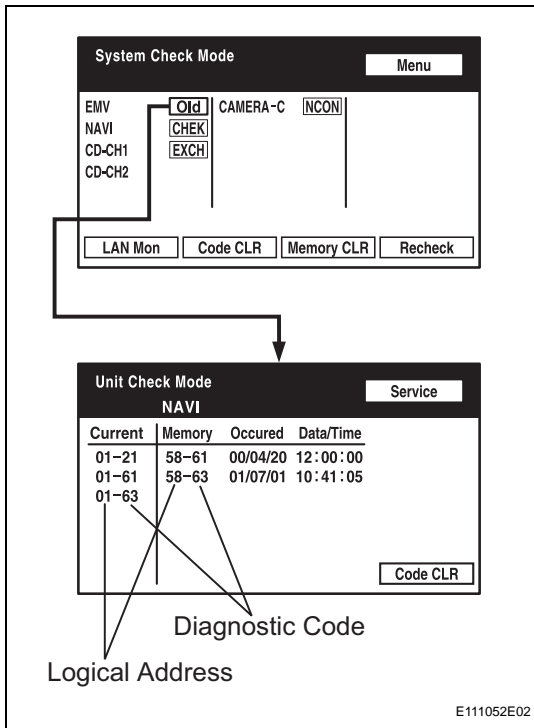 System Check Mode
Menu
EMV Old CAMERA-C NCON
NAVI CHEK
CD-CH1 EXCH
CD-CH2
LAN Mon Code CLR Memory CLR Recheck
Unit Check Mode
Service
NAVI
Current Memory Occured Data/Time
01-21 58-61 00/04/20 12:00:00
01-61 58-63 01/07/01 10:41:05
01-63
Code CLR
Diagnostic Code
Logical Address
E111052E02